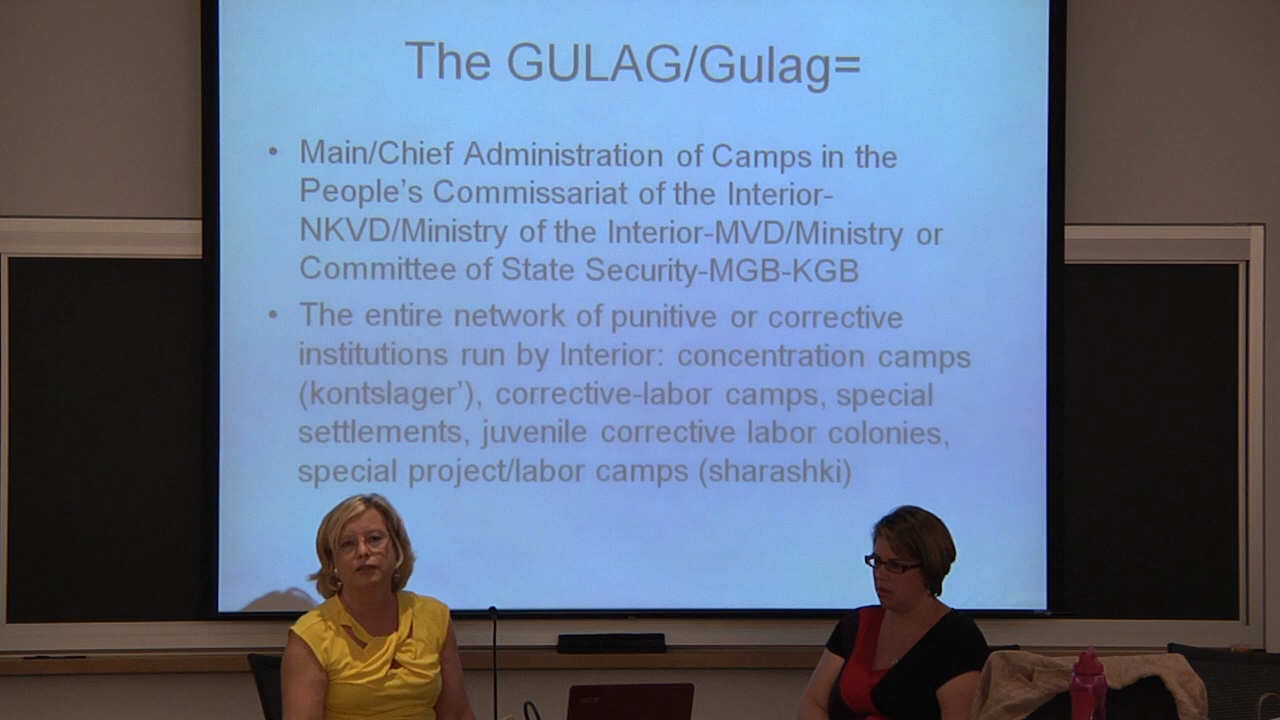 The GULAG/Gulag=
• Main/Chief Administration of Camps in the
People's Commissariat of the Interior-
NKVD/Ministry of the Interior-MVD/Ministry or
Committee of State Security-MGB-KGB
• The entire network of punitive or corrective
institutions run by Interior: concentration camps
(kontslager'), corrective-labor camps, special
settlements, juvenile corrective labor colonies,
special project/labor camps (sharashki)
acer